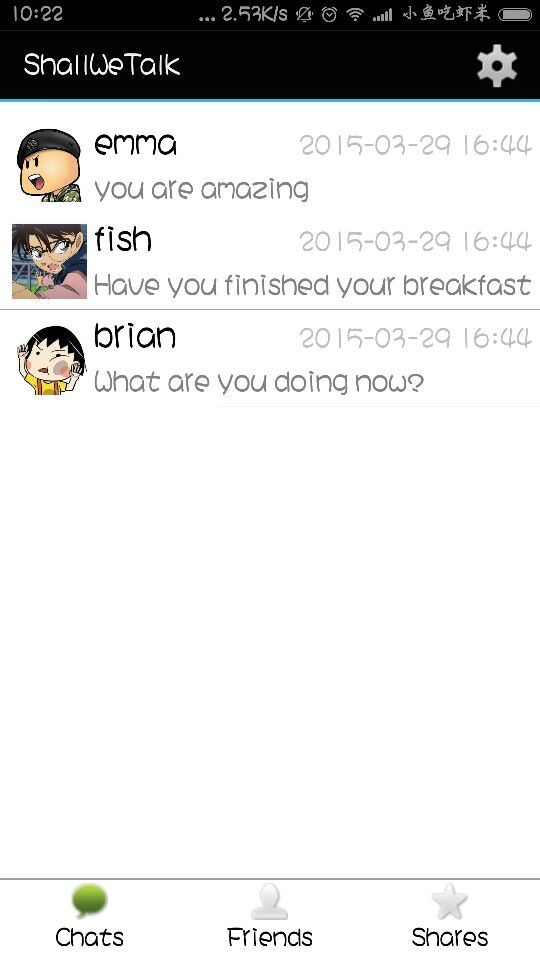 10:22 ... 2.53K/s 小鱼吃虾米
ShallWeTalk
emma 2015-03-29 16:44
you are amazing
fish 2015-03-29 16:44
Have you finished your breakfast
brian 2015-03-29 16:44
What are you doing now?
Chats Friends Shares